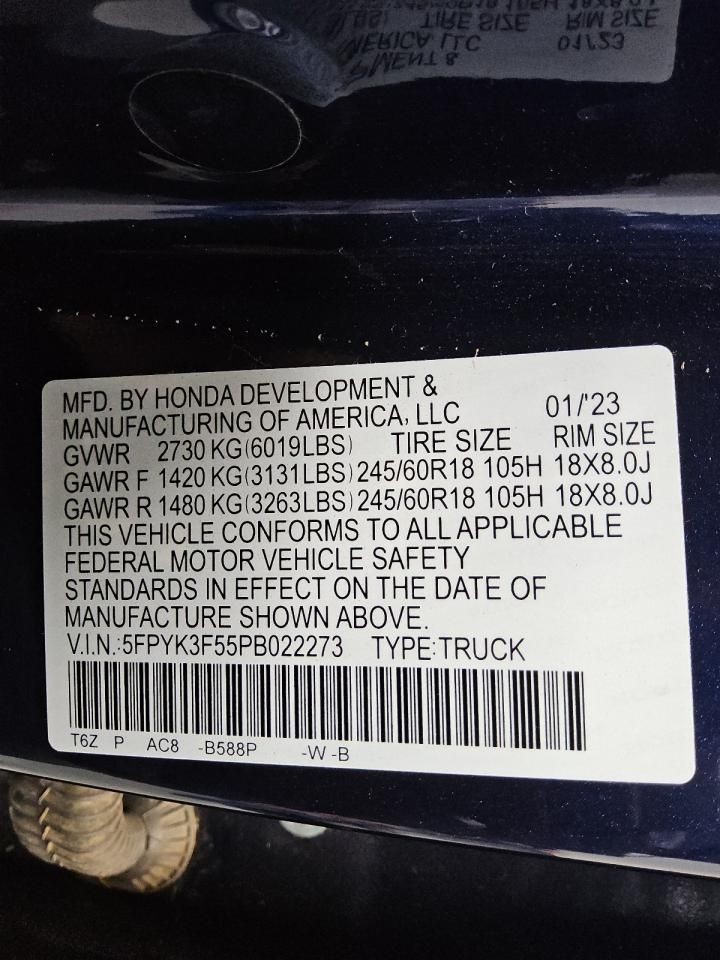 MFD. BY HONDA DEVELOPMENT &
MANUFACTURING OF AMERICA, LLC 01/'23
GVWR 2730 KG(6019LBS) TIRE SIZE RIM SIZE
GAWR F 1420 KG(3131LBS) 245/60R18 105H 18X8.0J
GAWR R 1480 KG(3263LBS) 245/60R18 105H 18X8.0J
THIS VEHICLE CONFORMS TO ALL APPLICABLE
FEDERAL MOTOR VEHICLE SAFETY
STANDARDS IN EFFECT ON THE DATE OF
MANUFACTURE SHOWN ABOVE.
V.I.N.:5FPYK3F55PB022273 TYPE:TRUCK
T6Z P AC8 -B588P -W -B